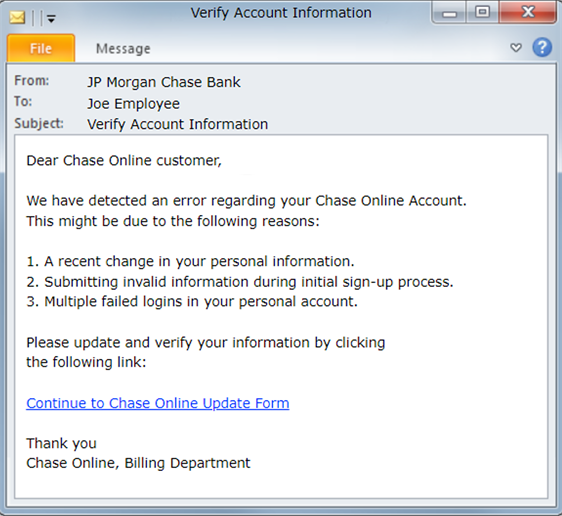 Verify Account Information
File Message
From: JP Morgan Chase Bank
To: Joe Employee
Subject: Verify Account Information
Dear Chase Online customer,
We have detected an error regarding your Chase Online Account.
This might be due to the following reasons:
1. A recent change in your personal information.
2. Submitting invalid information during initial sign-up process.
3. Multiple failed logins in your personal account.
Please update and verify your information by clicking
the following link:
Continue to Chase Online Update Form
Thank you
Chase Online, Billing Department